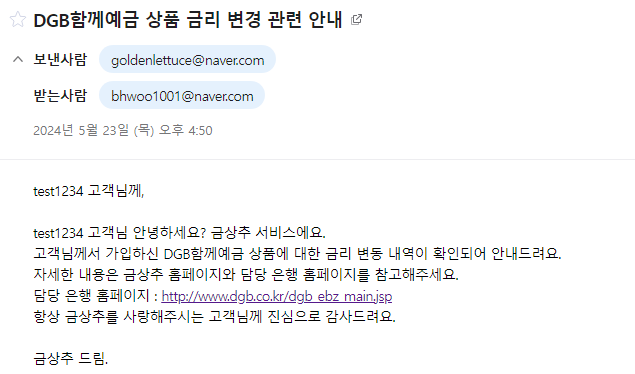 DGB함께예금 상품 금리 변경 관련 안내
보낸사람 goldenlettuce@naver.com
받는사람 bhwoo1001@naver.com
2024년 5월 23일 (목) 오후 4:50
test1234 고객님께,
test1234 고객님 안녕하세요? 금상추 서비스에요.
고객님께서 가입하신 DGB함께예금 상품에 대한 금리 변동 내역이 확인되어 안내드려요.
자세한 내용은 금상추 홈페이지와 담당 은행 홈페이지를 참고해주세요.
담당 은행 홈페이지 : http://www.dgb.co.kr/dgb_ebz_main.jsp
항상 금상추를 사랑해주시는 고객님께 진심으로 감사드려요.
금상추 드림.